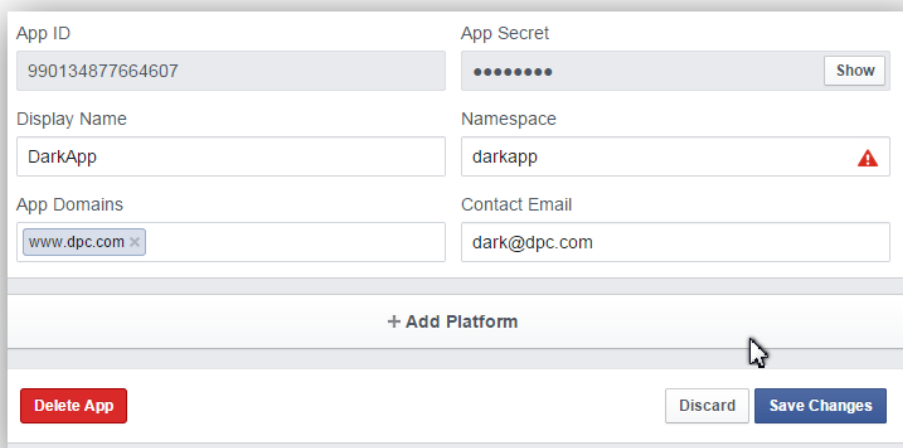 App ID
App Secret
990134877664607
●●●●●●●●
Show
Display Name
Namespace
DarkApp
darkapp
App Domains
Contact Email
www.dpc.com ×
dark@dpc.com
+ Add Platform
Delete App
Discard
Save Changes